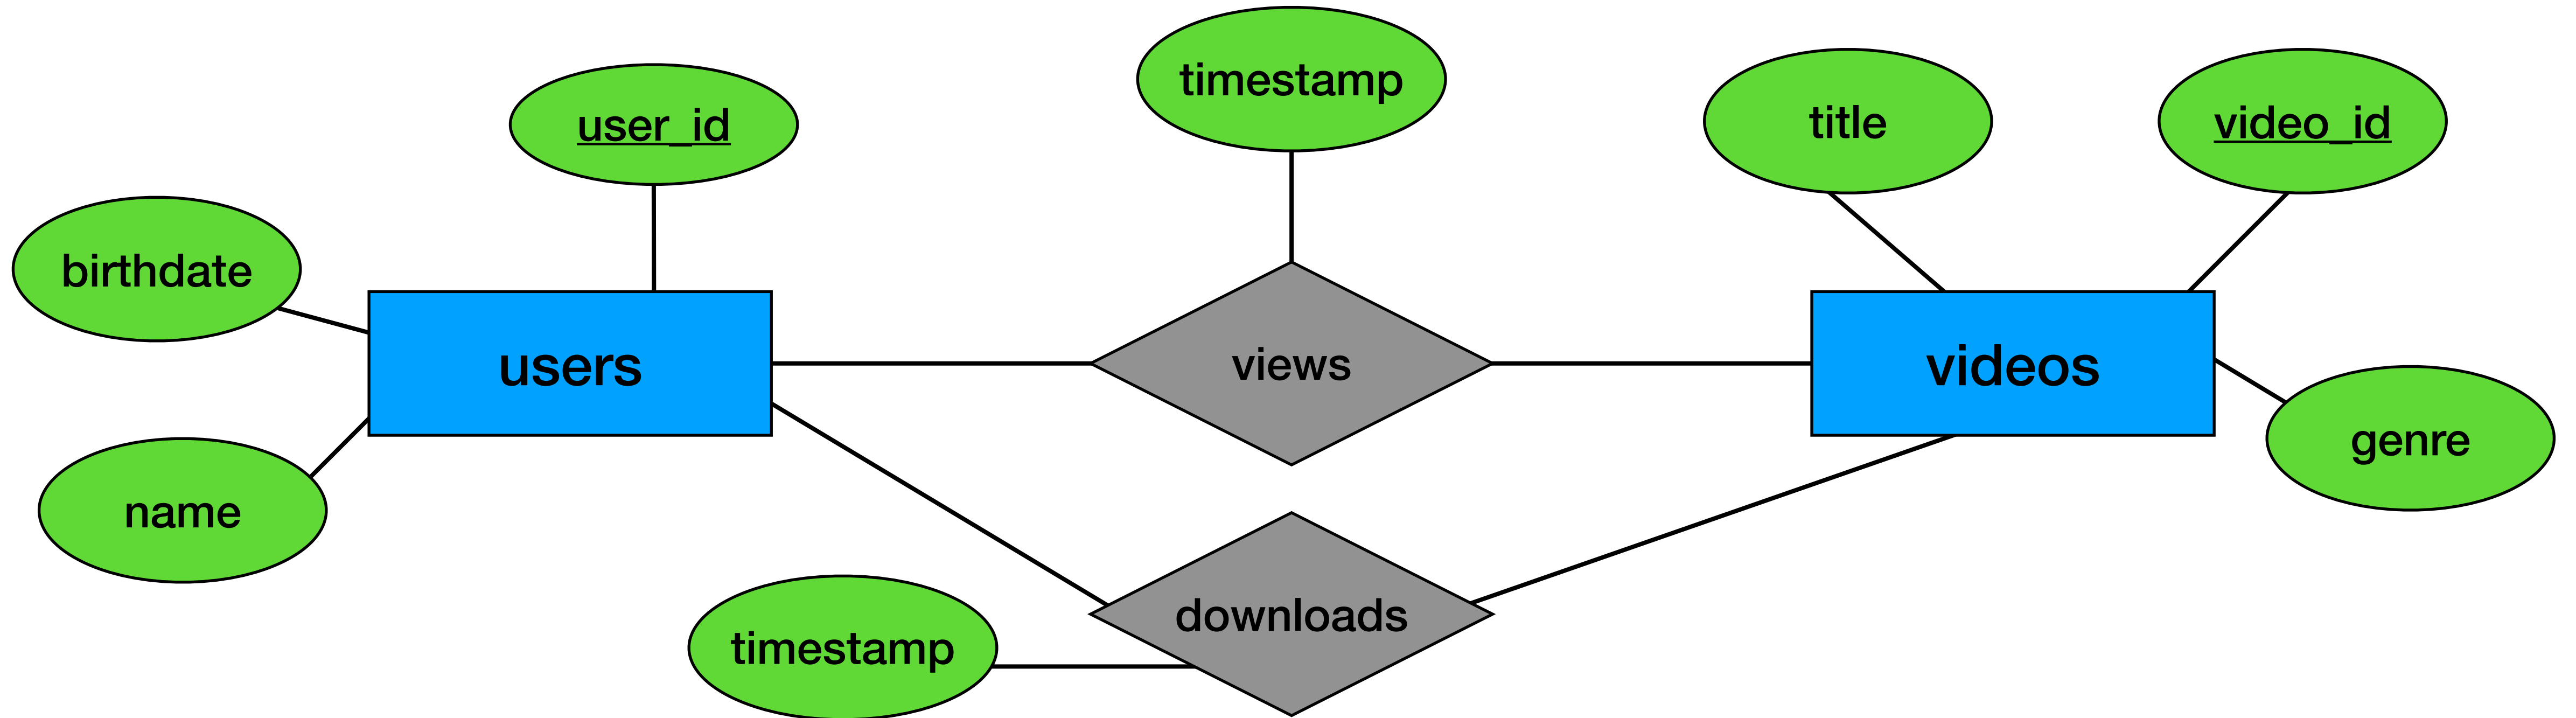 timestamp
user_id
title
video_id
birthdate
users
views
videos
genre
name
downloads
timestamp